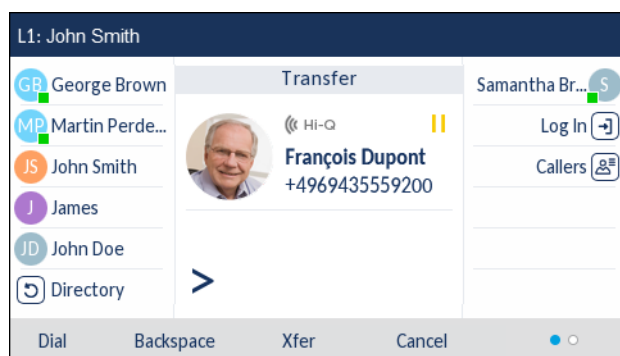 L1: John Smith
GB George Brown
MP Martin Perde...
JS John Smith
J James
JD John Doe
Directory
Transfer
Hi-Q
François Dupont
+4969435559200
>
Samantha Br... S
Log In
Callers
Dial Backspace Xfer Cancel